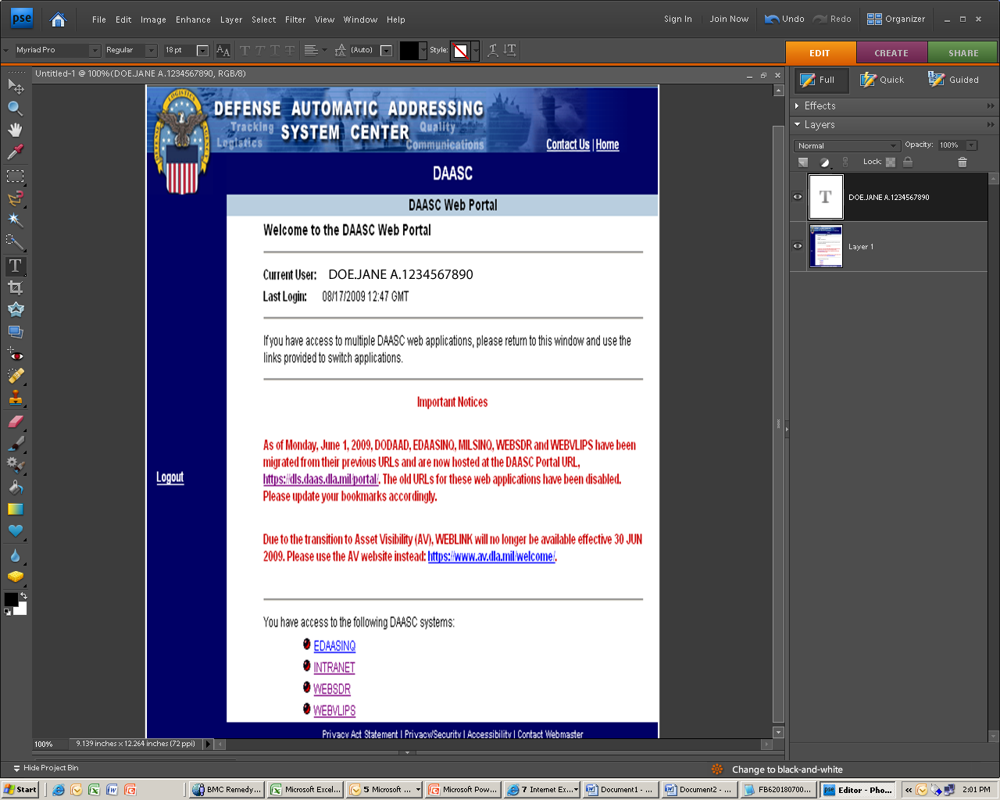 pse File Edit Image Enhance Layer Select Filter View Window Help Sign In Join Now Undo Redo Organizer
Myriad Pro Regular 18 pt (Auto) Style:
EDIT CREATE SHARE
Untitled-1 @ 100%(DOE.JANE A.1234567890, RGB/8)
Full Quick Guided
Effects
Layers
Normal Opacity: 100%
Lock:
T DOE.JANE A.1234567890
Layer 1
LOGISTICS
DEFENSE AUTOMATIC ADDRESSING
Tracking SYSTEM CENTER Quality
Logistics Communications
Contact Us | Home
DAASC
DAASC Web Portal
Welcome to the DAASC Web Portal
Current User: DOE.JANE A.1234567890
Last Login: 08/17/2009 12:47 GMT
If you have access to multiple DAASC web applications, please return to this window and use the
links provided to switch applications.
Important Notices
As of Monday, June 1, 2009, DODAAD, EDAASINQ, MILSINQ, WEBSDR and WEBVLIPS have been
migrated from their previous URLs and are now hosted at the DAASC Portal URL,
https://dls.daas.dla.mil/portal/. The old URLs for these web applications have been disabled.
Please update your bookmarks accordingly.
Logout
Due to the transition to Asset Visibility (AV), WEBLINK will no longer be available effective 30 JUN
2009. Please use the AV website instead: https://www.av.dla.mil/welcome/.
You have access to the following DAASC systems:
EDAASINQ
INTRANET
WEBSDR
WEBVLIPS
Privacy Act Statement | Privacy/Security | Accessibility | Contact Webmaster
100% 9.139 inches x 12.264 inches (72 ppi)
Hide Project Bin
Change to black-and-white
Start BMC Remedy... Microsoft Excel... 5 Microsoft ... Microsoft Pow... 7 Internet Ex... Document1 - ... Document2 - ... FB620180700... pse Editor - Pho... 2:01 PM